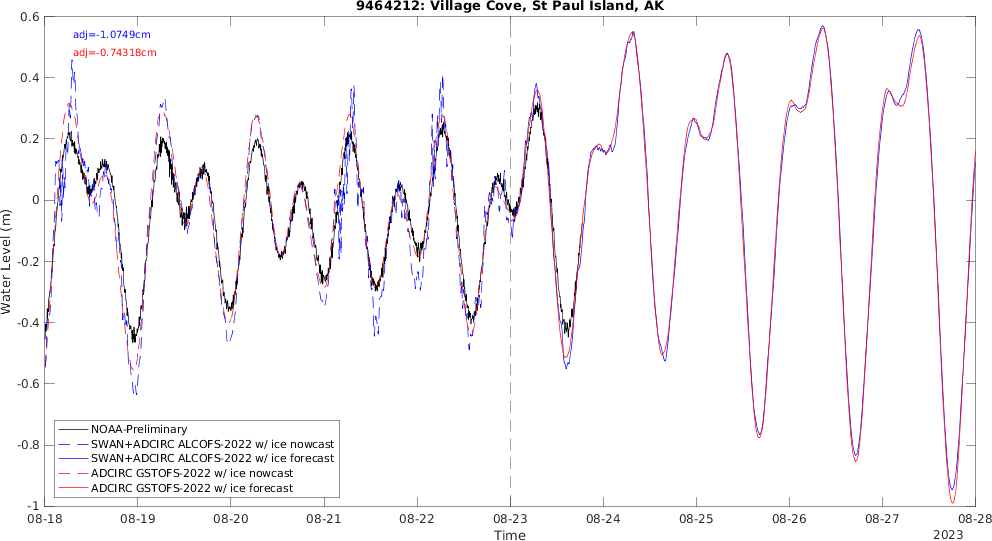 9464212: Village Cove, St Paul Island, AK
adj=-1.0749cm
adj=-0.74318cm
0.6
0.4
0.2
0
-0.2
-0.4
-0.6
-0.8
-1
Water Level (m)
NOAA-Preliminary
SWAN+ADCIRC ALCOFS-2022 w/ ice nowcast
SWAN+ADCIRC ALCOFS-2022 w/ ice forecast
ADCIRC GSTOFS-2022 w/ ice nowcast
ADCIRC GSTOFS-2022 w/ ice forecast
08-18 08-19 08-20 08-21 08-22 08-23 08-24 08-25 08-26 08-27 08-28
Time
2023